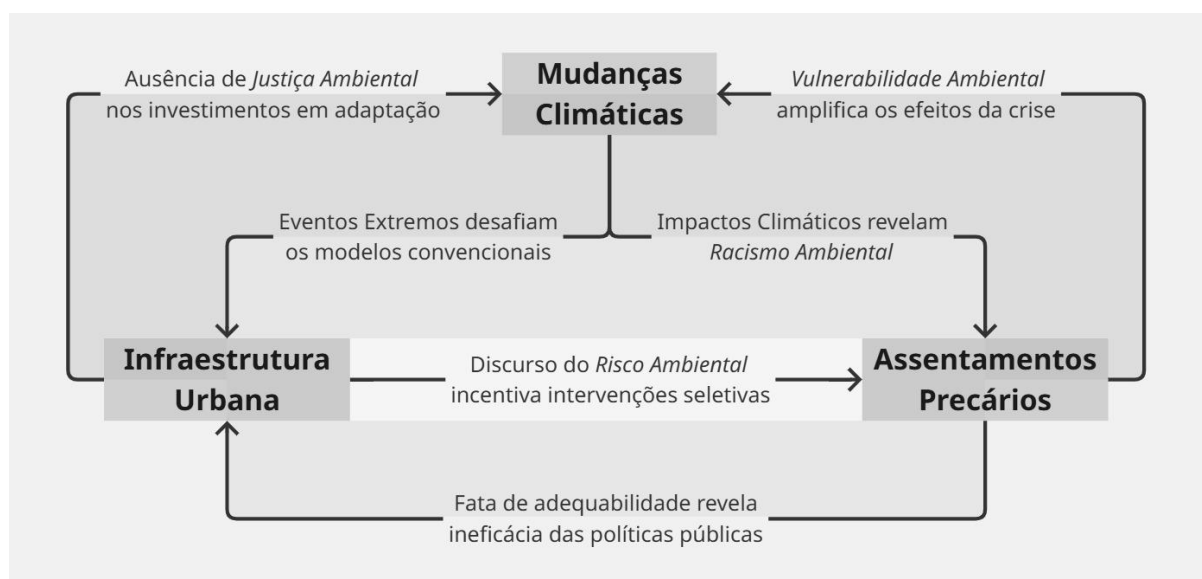 Ausência de Justiça Ambiental
nos investimentos em adaptação
Mudanças
Climáticas
Vulnerabilidade Ambiental
amplifica os efeitos da crise
Eventos Extremos desafiam
os modelos convencionais
Impactos Climáticos revelam
Racismo Ambiental
Infraestrutura
Urbana
Discurso do Risco Ambiental
incentiva intervenções seletivas
Assentamentos
Precários
Fata de adequabilidade revela
ineficácia das políticas públicas